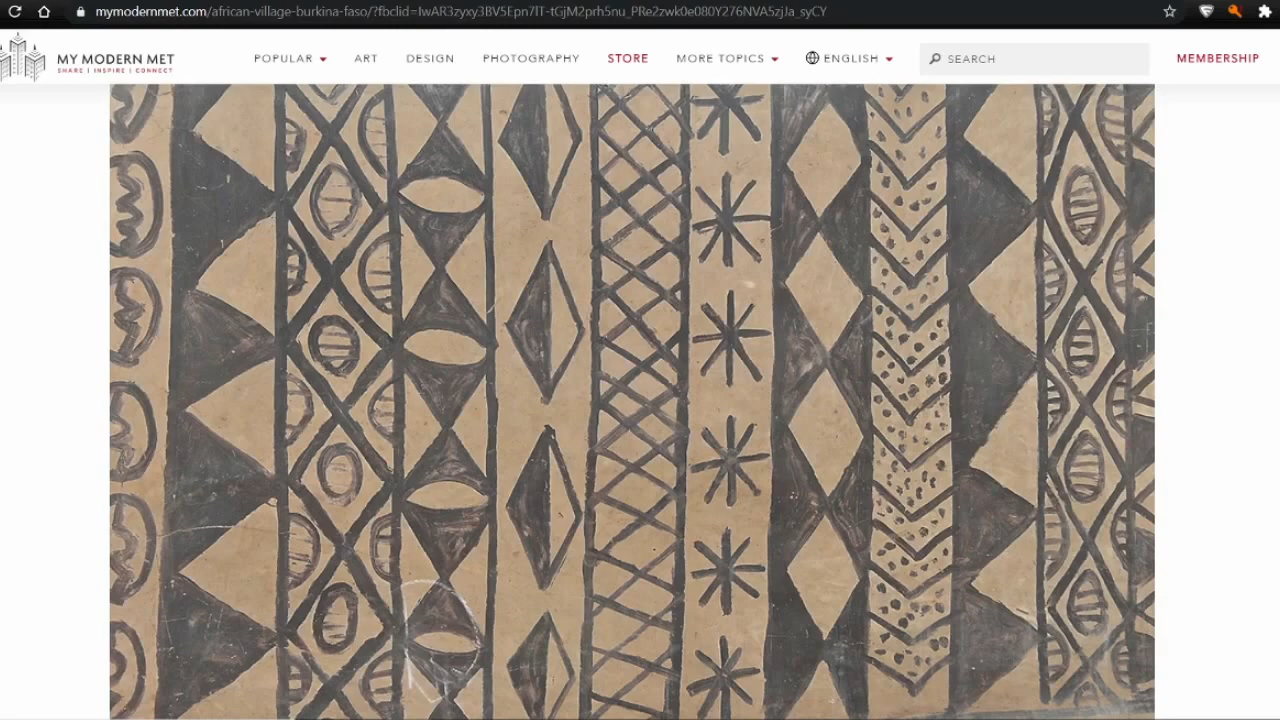 mymodernmet.com/african-village-burkina-faso/?fbclid=IwAR3zyxy3BV5Epn7lT-tGjM2prh5nu_PRe2zwk0e080Y276NVA5zjJa_syCY
MY MODERN MET
SHARE | INSPIRE | CONNECT
POPULAR
ART
DESIGN
PHOTOGRAPHY
STORE
MORE TOPICS
ENGLISH
SEARCH
MEMBERSHIP